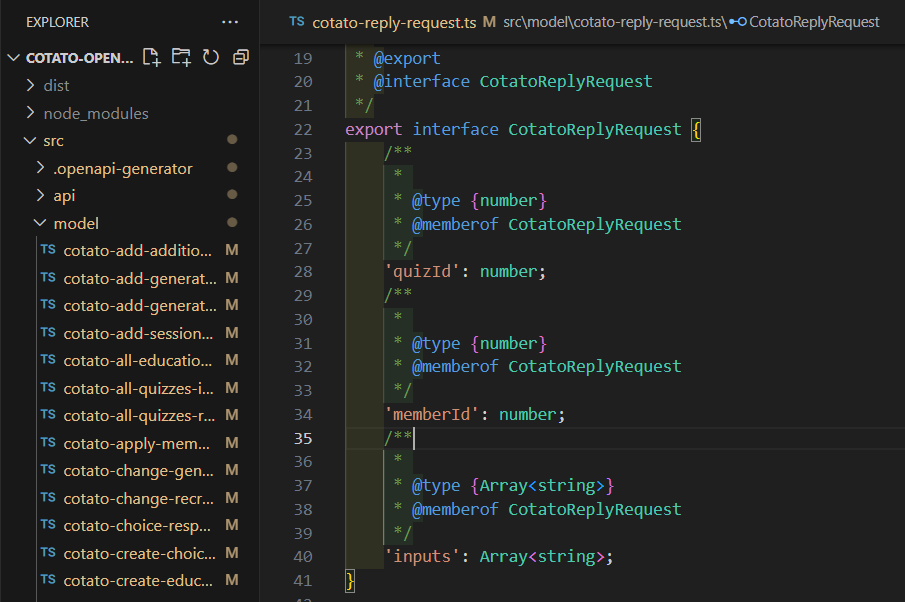 EXPLORER
COTATO-OPEN...
dist
node_modules
src
.openapi-generator
api
model
TS cotato-add-additio... M
TS cotato-add-generat... M
TS cotato-add-generat... M
TS cotato-add-session... M
TS cotato-all-educatio... M
TS cotato-all-quizzes-i... M
TS cotato-all-quizzes-r... M
TS cotato-apply-mem... M
TS cotato-change-gen... M
TS cotato-change-recr... M
TS cotato-choice-resp... M
TS cotato-create-choic... M
TS cotato-create-educ... M
TS cotato-reply-request.ts M src\model\cotato-reply-request.ts\ CotatoReplyRequest
19 * @export
20 * @interface CotatoReplyRequest
21 */
22 export interface CotatoReplyRequest {
23 /**
24 *
25 * @type {number}
26 * @memberof CotatoReplyRequest
27 */
28 'quizId': number;
29 /**
30 *
31 * @type {number}
32 * @memberof CotatoReplyRequest
33 */
34 'memberId': number;
35 /**
36 *
37 * @type {Array<string>}
38 * @memberof CotatoReplyRequest
39 */
40 'inputs': Array<string>;
41 }